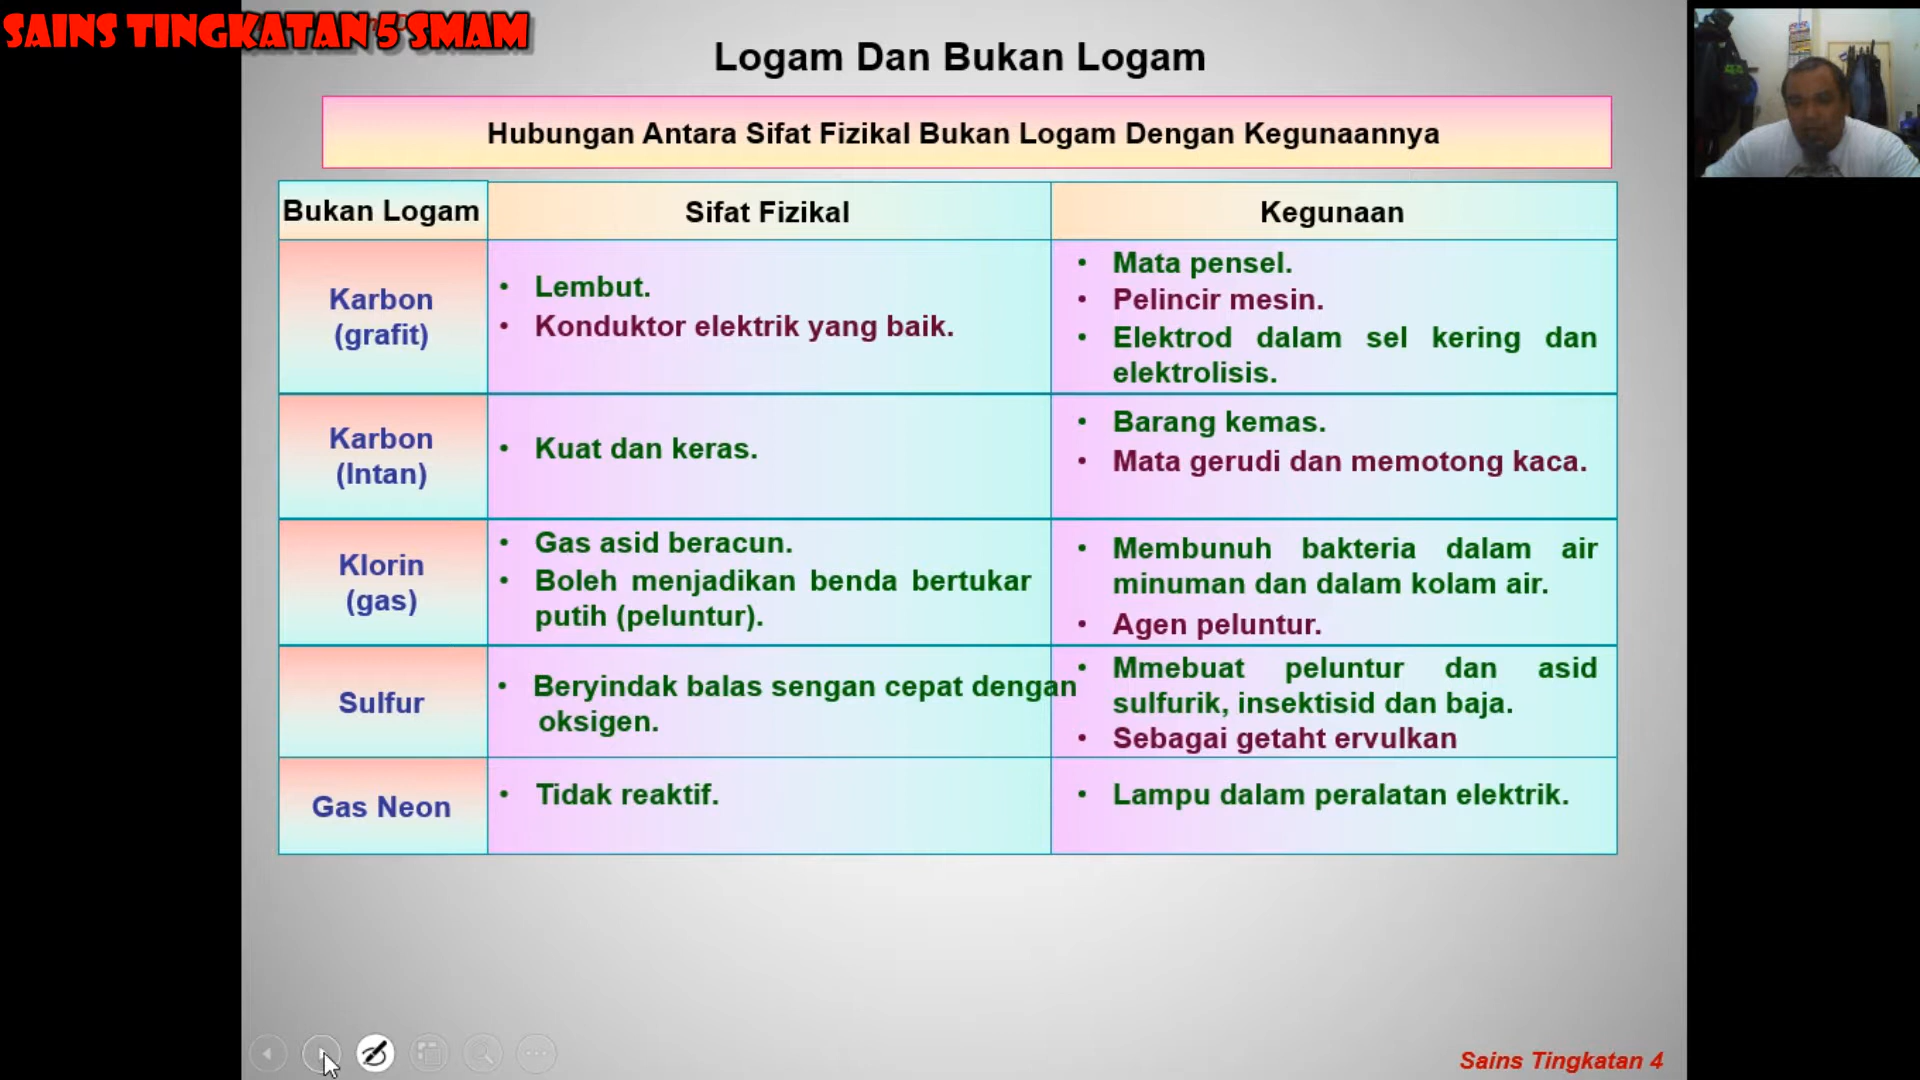 SAINS TINGKATAN 5 SMAM
Logam Dan Bukan Logam
Hubungan Antara Sifat Fizikal Bukan Logam Dengan Kegunaannya
Bukan Logam
Sifat Fizikal
Kegunaan
Karbon
(grafit)
• Lembut.
• Konduktor elektrik yang baik.
• Mata pensel.
• Pelincir mesin.
• Elektrod dalam sel kering dan
elektrolisis.
Karbon
(Intan)
• Kuat dan keras.
• Barang kemas.
• Mata gerudi dan memotong kaca.
Klorin
(gas)
• Gas asid beracun.
• Boleh menjadikan benda bertukar
putih (peluntur).
• Membunuh bakteria dalam air
minuman dan dalam kolam air.
• Agen peluntur.
Sulfur
• Beryindak balas sengan cepat dengan
oksigen.
• Mmebuat peluntur dan asid
sulfurik, insektisid dan baja.
• Sebagai getaht ervulkan
Gas Neon
• Tidak reaktif.
• Lampu dalam peralatan elektrik.
Sains Tingkatan 4